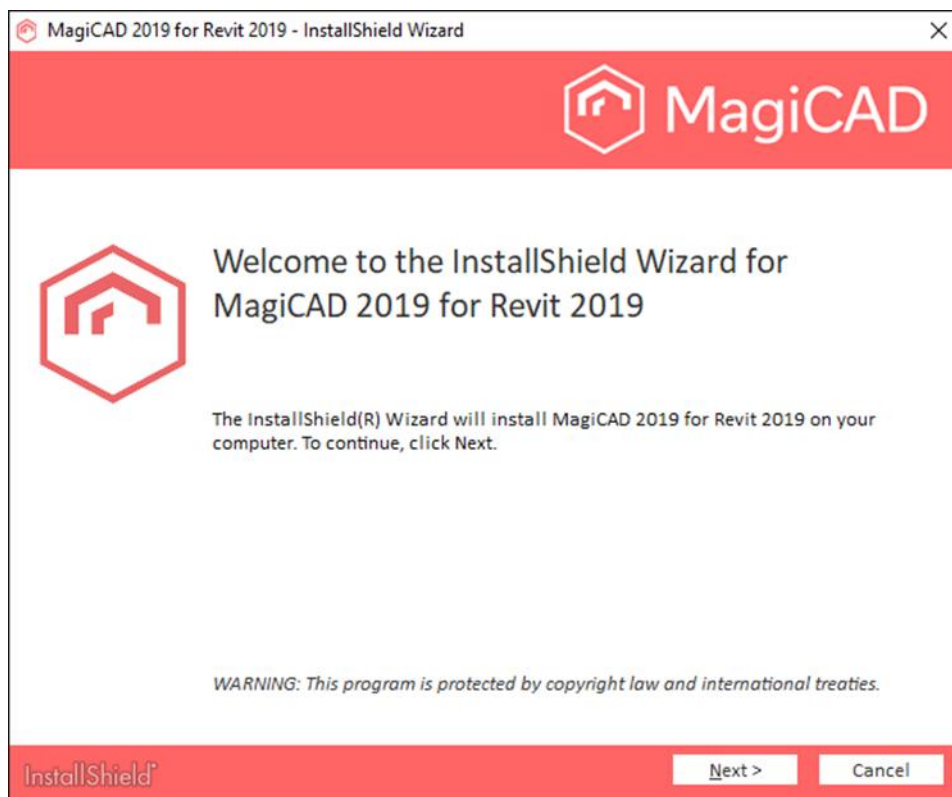 MagiCAD 2019 for Revit 2019 - InstallShield Wizard
MagiCAD
Welcome to the InstallShield Wizard for
MagiCAD 2019 for Revit 2019
The InstallShield(R) Wizard will install MagiCAD 2019 for Revit 2019 on your
computer. To continue, click Next.
WARNING: This program is protected by copyright law and international treaties.
InstallShield
Next >
Cancel